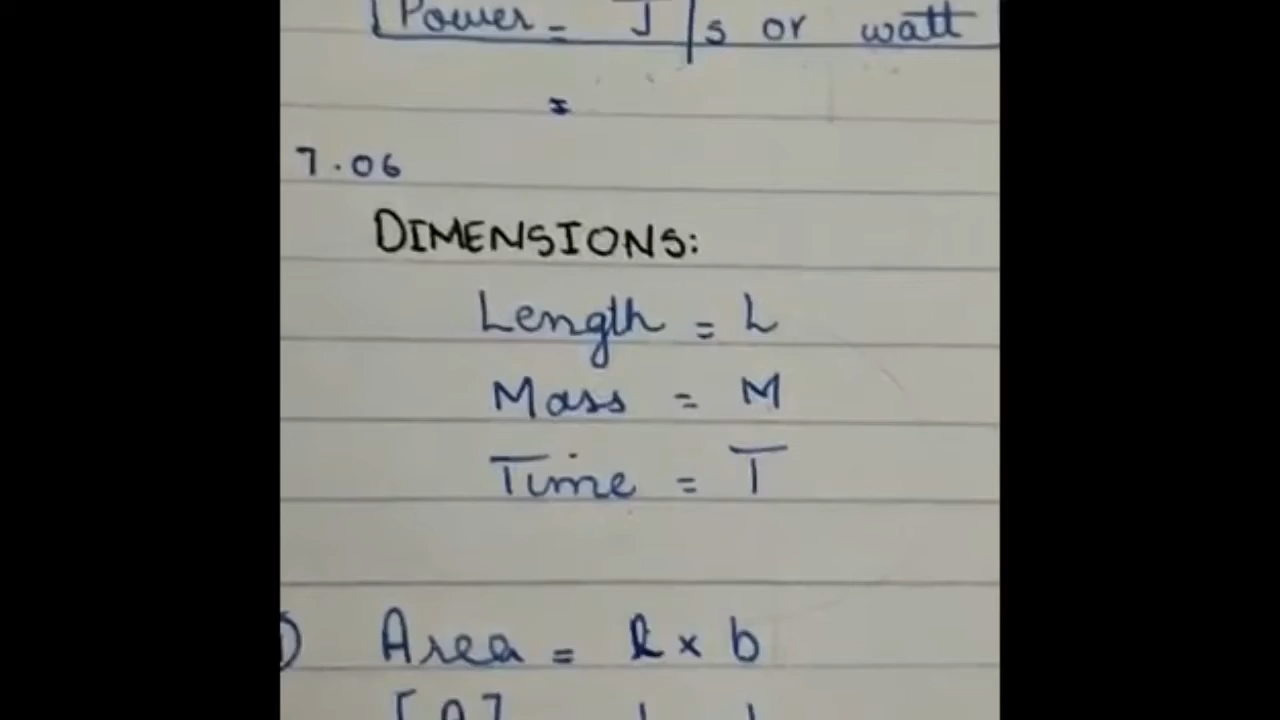 Power = J/s or watt
=
7.06
DIMENSIONS:
Length = L
Mass = M
Time = T
Area = l × b
[A]